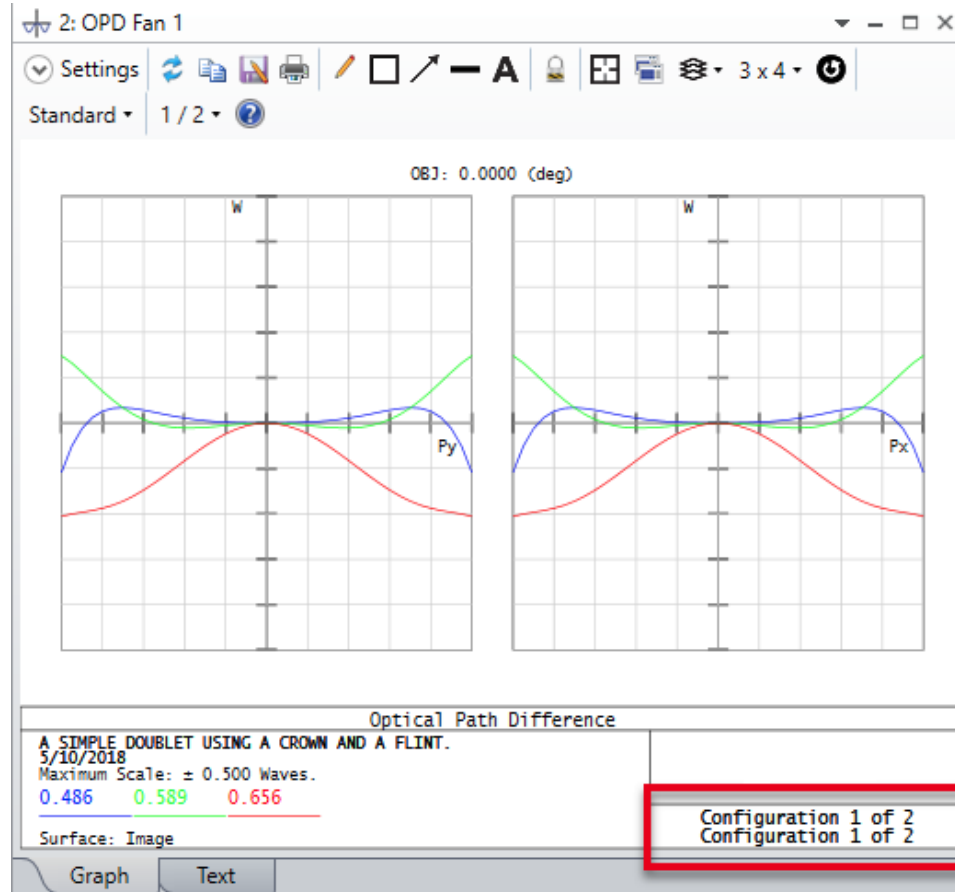 2: OPD Fan 1
Settings A 3 x 4
Standard 1 / 2 ?
OBJ: 0.0000 (deg)
W W
Py Px
Optical Path Difference
A SIMPLE DOUBLET USING A CROWN AND A FLINT.
5/10/2018
Maximum Scale: ± 0.500 Waves.
0.486 0.589 0.656
Surface: Image
Configuration 1 of 2
Configuration 1 of 2
Graph Text